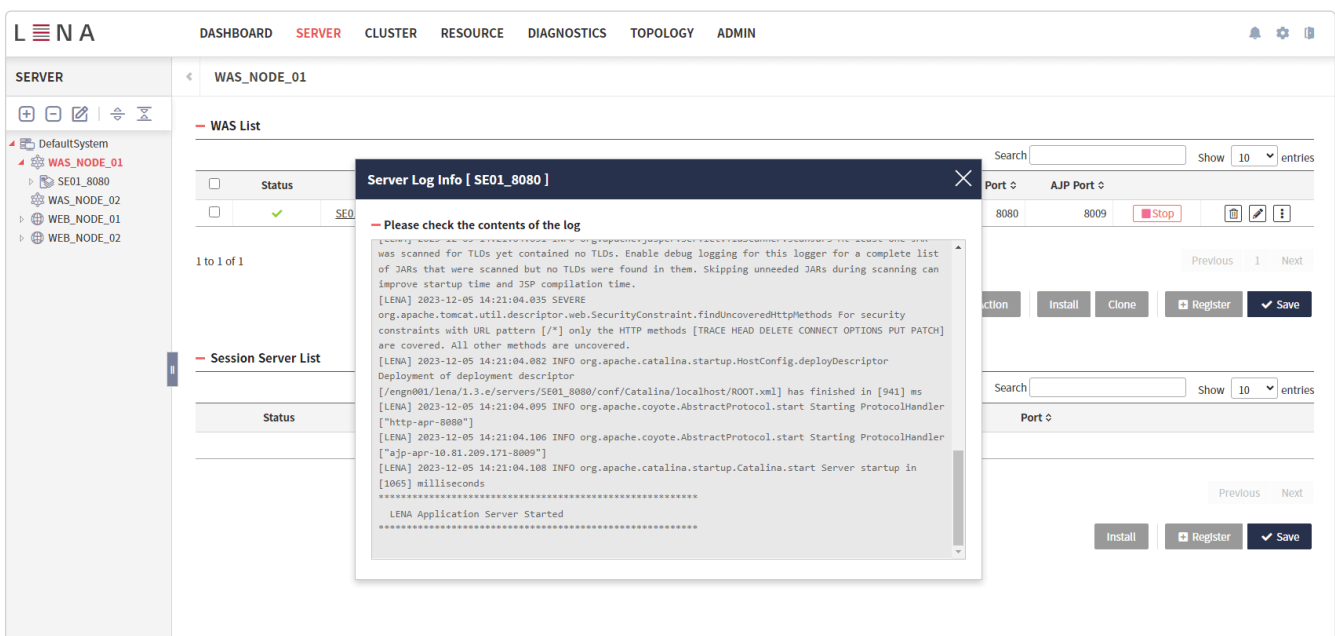 LENA
DASHBOARD SERVER CLUSTER RESOURCE DIAGNOSTICS TOPOLOGY ADMIN
SERVER
WAS_NODE_01
DefaultSystem
WAS_NODE_01
SE01_8080
WAS_NODE_02
WEB_NODE_01
WEB_NODE_02
WAS List
Search Show 10 entries
Status Port AJP Port
SE0 8080 8009 Stop
1 to 1 of 1
Previous 1 Next
ction Install Clone Register Save
Session Server List
Search Show 10 entries
Status Port
Previous Next
Install Register Save
Server Log Info [ SE01_8080 ]
Please check the contents of the log
was scanned for TLDs yet contained no TLDs. Enable debug logging for this logger for a complete list
of JARs that were scanned but no TLDs were found in them. Skipping unneeded JARs during scanning can
improve startup time and JSP compilation time.
[LENA] 2023-12-05 14:21:04.035 SEVERE
org.apache.tomcat.util.descriptor.web.SecurityConstraint.findUncoveredHttpMethods For security
constraints with URL pattern [/*] only the HTTP methods [TRACE HEAD DELETE CONNECT OPTIONS PUT PATCH]
are covered. All other methods are uncovered.
[LENA] 2023-12-05 14:21:04.082 INFO org.apache.catalina.startup.HostConfig.deployDescriptor
Deployment of deployment descriptor
[/engn001/lena/1.3.e/servers/SE01_8080/conf/Catalina/localhost/ROOT.xml] has finished in [941] ms
[LENA] 2023-12-05 14:21:04.095 INFO org.apache.coyote.AbstractProtocol.start Starting ProtocolHandler
["http-apr-8080"]
[LENA] 2023-12-05 14:21:04.106 INFO org.apache.coyote.AbstractProtocol.start Starting ProtocolHandler
["ajp-apr-10.81.209.171-8009"]
[LENA] 2023-12-05 14:21:04.108 INFO org.apache.catalina.startup.Catalina.start Server startup in
[1065] milliseconds
*********************************************************
LENA Application Server Started
*********************************************************